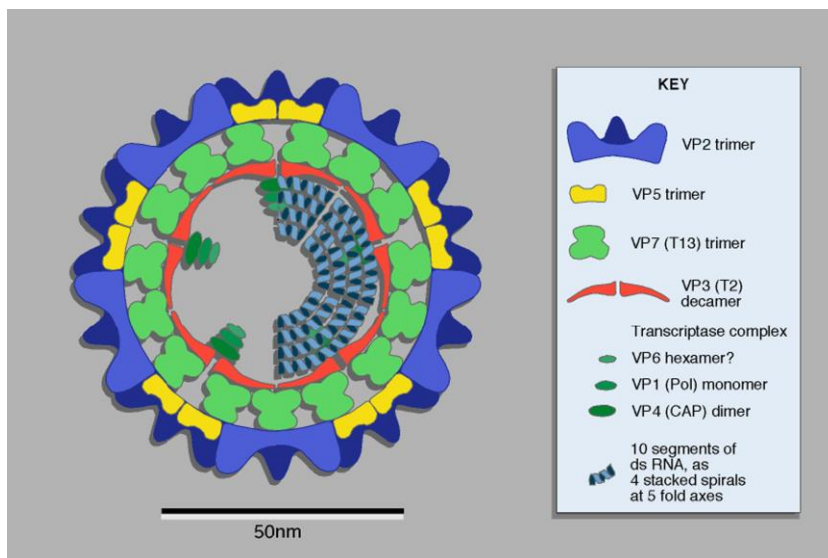 KEY
VP2 trimer
VP5 trimer
VP7 (T13) trimer
VP3 (T2)
decamer
Transcriptase complex
VP6 hexamer?
VP1 (Pol) monomer
VP4 (CAP) dimer
10 segments of
ds RNA, as
4 stacked spirals
at 5 fold axes
50nm